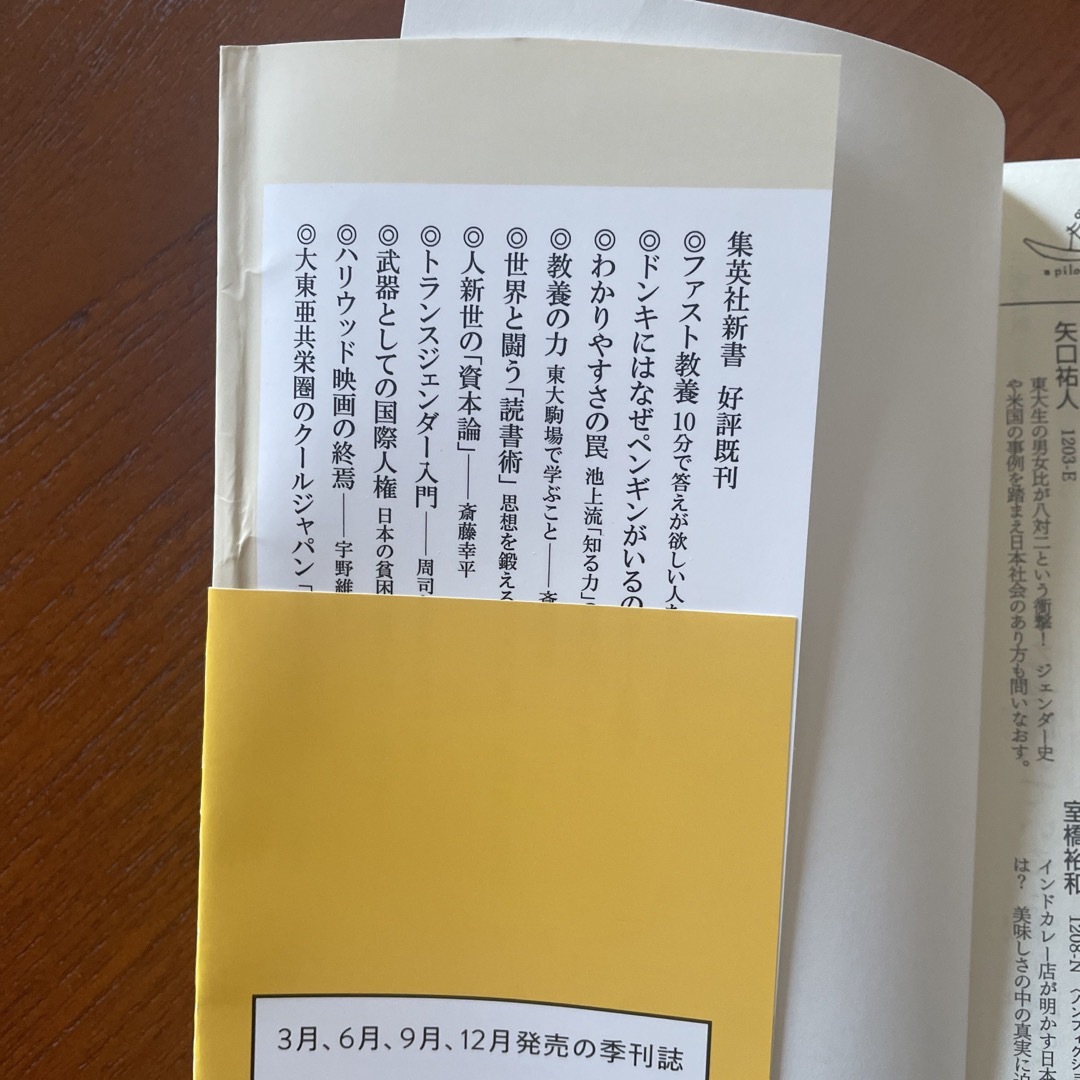 集英社新書 好評既刊
◎ファスト教養 10分で答えが欲しい人
◎ドンキにはなぜペンギンがいるの
◎わかりやすさの罠 池上流「知る力」
◎教養の力 東大駒場で学ぶこと――斎
◎世界と闘う「読書術」 思想を鍛える
◎人新世の「資本論」――斎藤幸平
◎トランスジェンダー入門――周司
◎武器としての国際人権 日本の貧困
◎ハリウッド映画の終焉――宇野維
◎大東亜共栄圏のクールジャパン「
3月、6月、9月、12月発売の季刊誌
pilo
矢口祐人 1203-E
東大生の男女比が八対二という衝撃! ジェンダー史
や米国の事例を踏まえ日本社会のあり方も問いなおす。
室橋裕和 1208-N 〈ノンフィクショ
インドカレー店が明かす日本
は? 美味しさの中の真実に迫